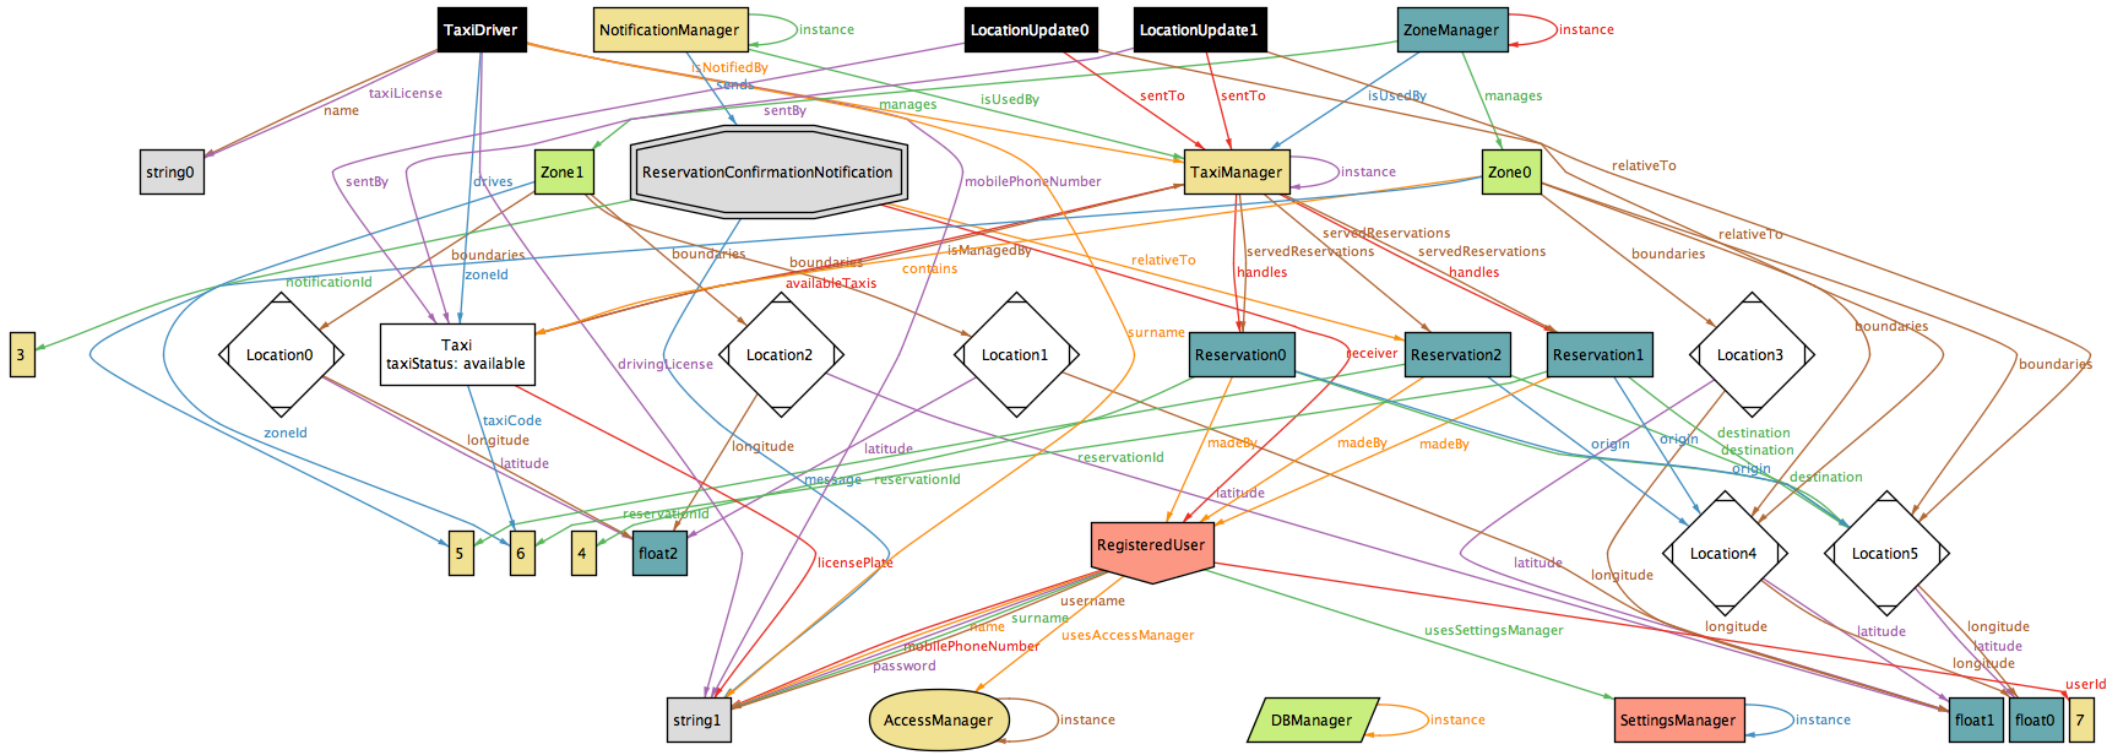 TaxiDriver
NotificationManager
instance
LocationUpdate0
LocationUpdate1
ZoneManager
instance
isNotifiedBy
sends
taxiLicense
name
sentBy
manages
isUsedBy
sentTo
sentTo
isUsedBy
manages
string0
Zone1
ReservationConfirmationNotification
TaxiManager
instance
Zone0
relativeTo
sentBy
drives
mobilePhoneNumber
servedReservations
relativeTo
boundaries
zoneId
boundaries
boundaries
isManagedBy
contains
relativeTo
servedReservations
handles
servedReservations
handles
boundaries
notificationId
availableTaxis
3
Location0
Taxi
taxiStatus: available
Location2
Location1
surname
Reservation0
receiver
Reservation2
Reservation1
Location3
boundaries
boundaries
drivingLicense
zoneId
taxiCode
longitude
latitude
longitude
latitude
reservationId
madeBy
madeBy
madeBy
origin
origin
destination
destination
origin
destination
message
reservationId
latitude
reservationId
5
6
4
float2
licensePlate
RegisteredUser
latitude
longitude
Location4
Location5
username
surname
name
usesAccessManager
mobilePhoneNumber
password
usesSettingsManager
longitude
latitude
longitude
latitude
longitude
userId
string1
AccessManager
instance
DBManager
instance
SettingsManager
instance
float1
float0
7